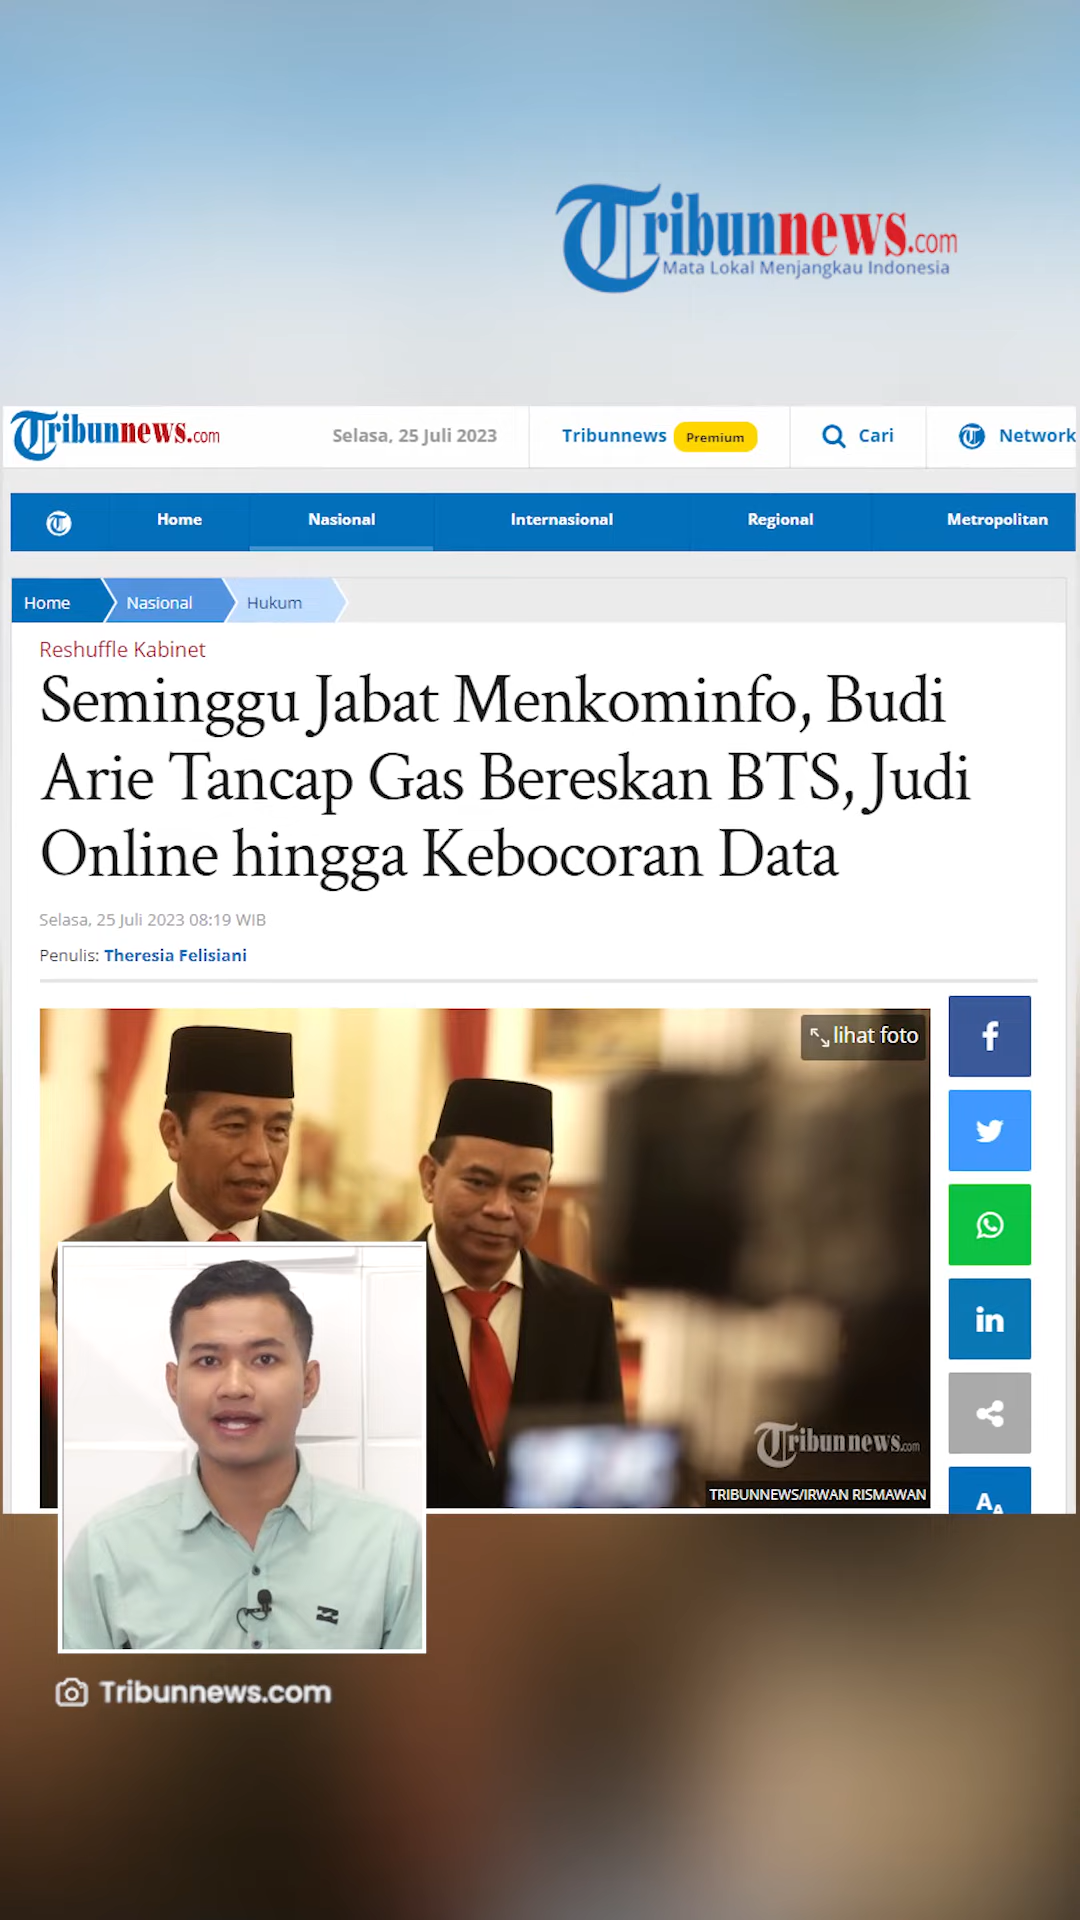 Tribunnews.com
Mata Lokal Menjangkau Indonesia
Tribunnews.com
Selasa, 25 Juli 2023
Tribunnews Premium
Cari
Network
Home
Nasional
Internasional
Regional
Metropolitan
Home
Nasional
Hukum
Reshuffle Kabinet
Seminggu Jabat Menkominfo, Budi
Arie Tancap Gas Bereskan BTS, Judi
Online hingga Kebocoran Data
Selasa, 25 Juli 2023 08:19 WIB
Penulis: Theresia Felisiani
lihat foto
f
in
AA
Tribunnews.com
TRIBUNNEWS/IRWAN RISMAWAN
Tribunnews.com